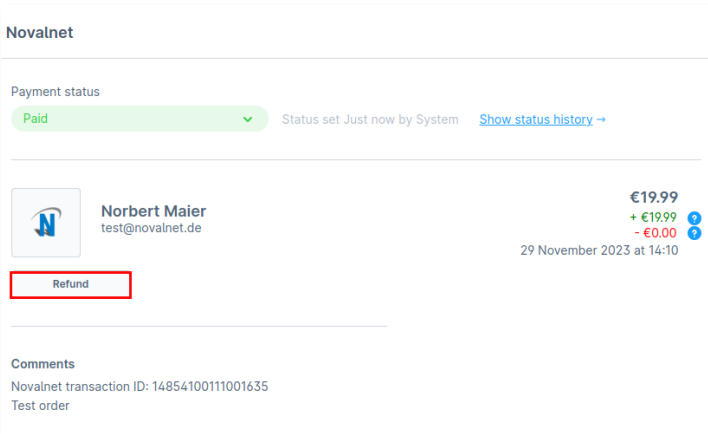 Novalnet
Payment status
Paid
Status set Just now by System
Show status history →
N
Norbert Maier
test@novalnet.de
€19.99
+ €19.99 ?
- €0.00 ?
29 November 2023 at 14:10
Refund
Comments
Novalnet transaction ID: 14854100111001635
Test order